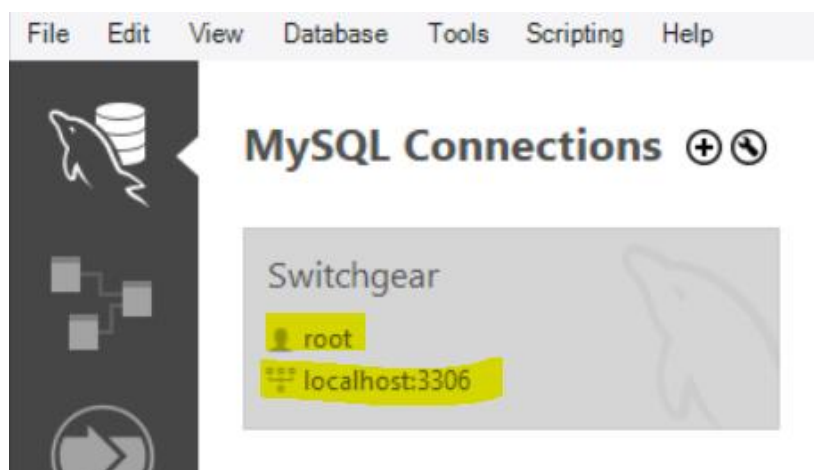 File Edit View Database Tools Scripting Help
MySQL Connections
Switchgear
root
localhost:3306